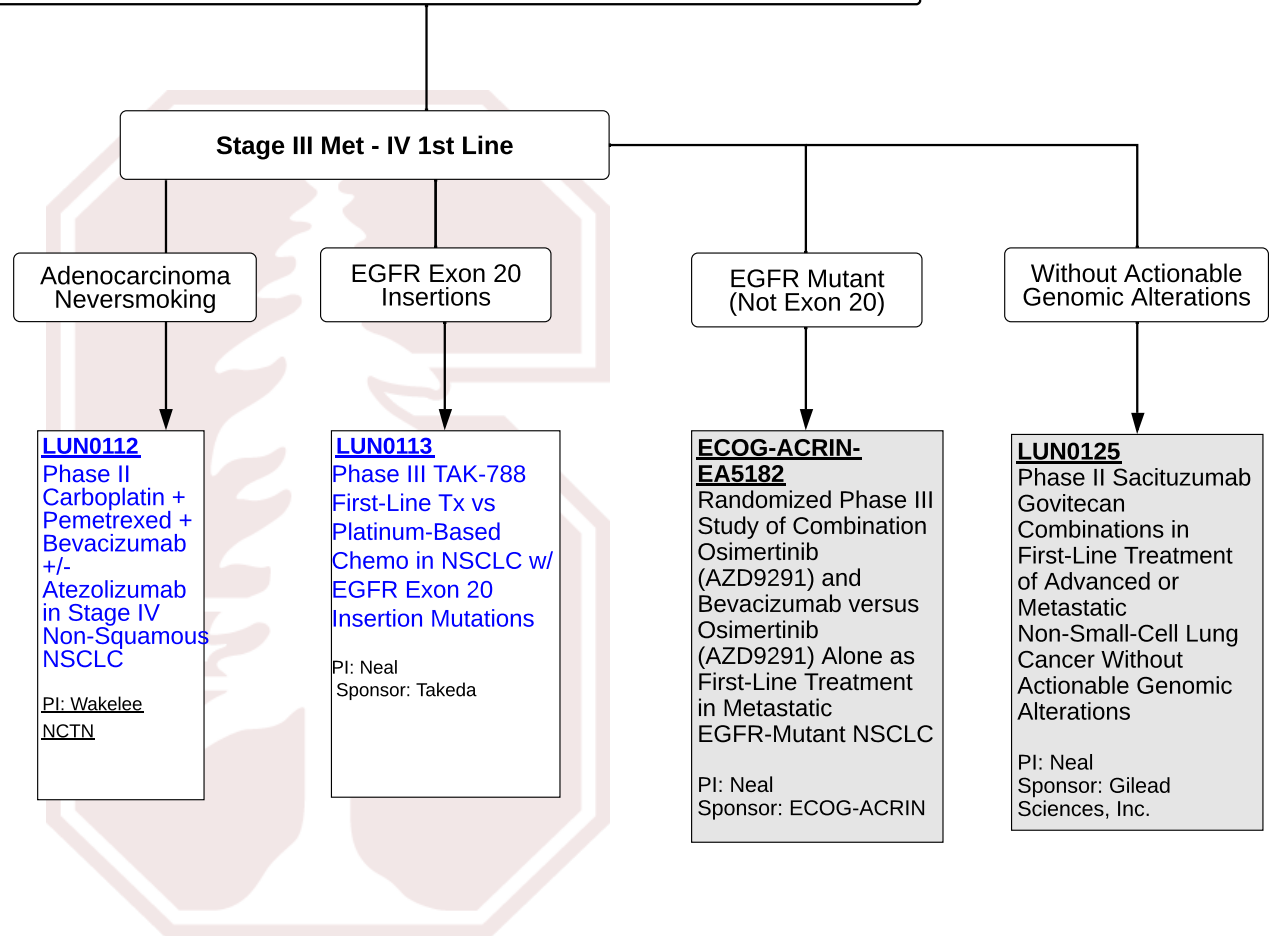 Stage III Met - IV 1st Line
Adenocarcinoma
Neversmoking
EGFR Exon 20
Insertions
EGFR Mutant
(Not Exon 20)
Without Actionable
Genomic Alterations
LUN0112
Phase II
Carboplatin +
Pemetrexed +
Bevacizumab
+/-
Atezolizumab
in Stage IV
Non-Squamous
NSCLC
PI: Wakelee
NCTN
LUN0113
Phase III TAK-788
First-Line Tx vs
Platinum-Based
Chemo in NSCLC w/
EGFR Exon 20
Insertion Mutations
PI: Neal
Sponsor: Takeda
ECOG-ACRIN-
EA5182
Randomized Phase III
Study of Combination
Osimertinib
(AZD9291) and
Bevacizumab versus
Osimertinib
(AZD9291) Alone as
First-Line Treatment
in Metastatic
EGFR-Mutant NSCLC
PI: Neal
Sponsor: ECOG-ACRIN
LUN0125
Phase II Sacituzumab
Govitecan
Combinations in
First-Line Treatment
of Advanced or
Metastatic
Non-Small-Cell Lung
Cancer Without
Actionable Genomic
Alterations
PI: Neal
Sponsor: Gilead
Sciences, Inc.